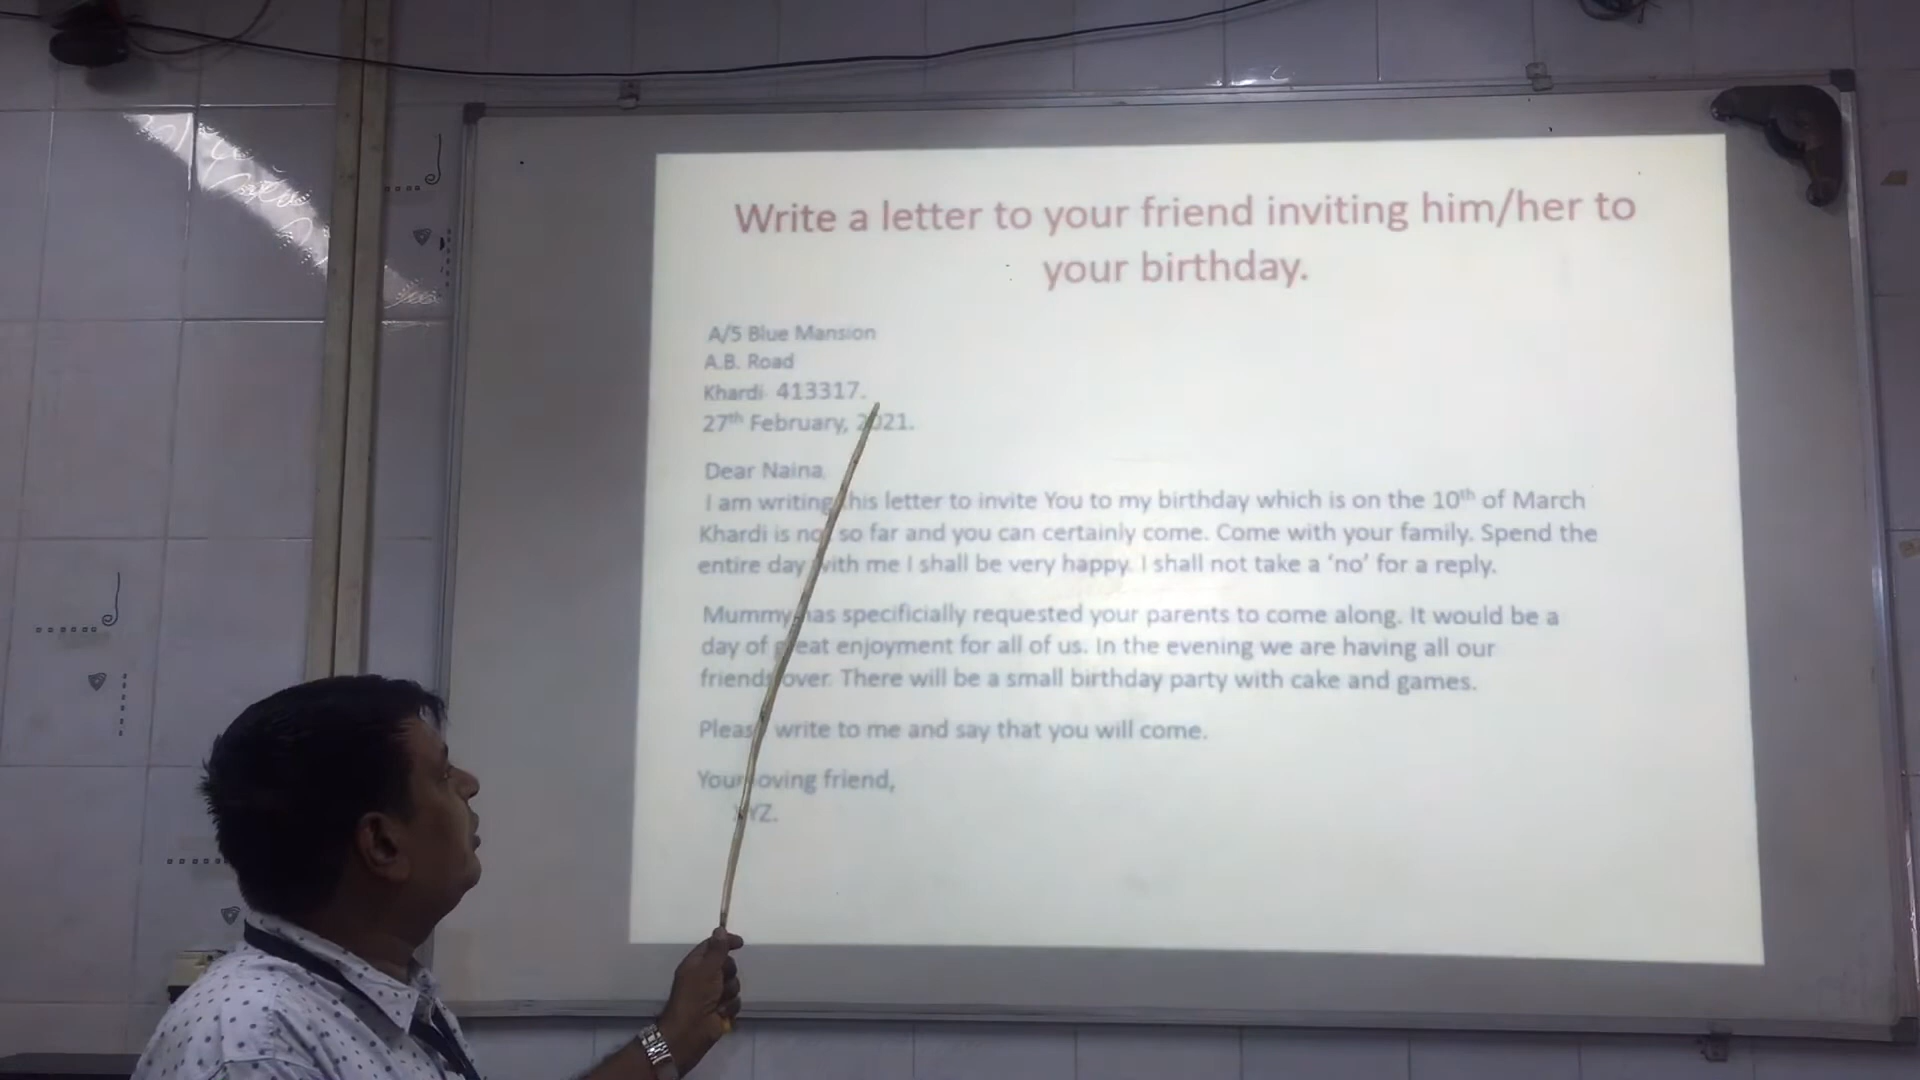 Write a letter to your friend inviting him/her to
your birthday.
A/5 Blue Mansion
A.B. Road
Khardi 413317.
27th February, 2021.
Dear Naina
I am writing this letter to invite You to my birthday which is on the 10th of March
Khardi is not so far and you can certainly come. Come with your family. Spend the
entire day with me I shall be very happy. I shall not take a ‘no’ for a reply.
Mummy has specificially requested your parents to come along. It would be a
day of great enjoyment for all of us. In the evening we are having all our
friends over. There will be a small birthday party with cake and games.
Please write to me and say that you will come.
Your loving friend,
XYZ.